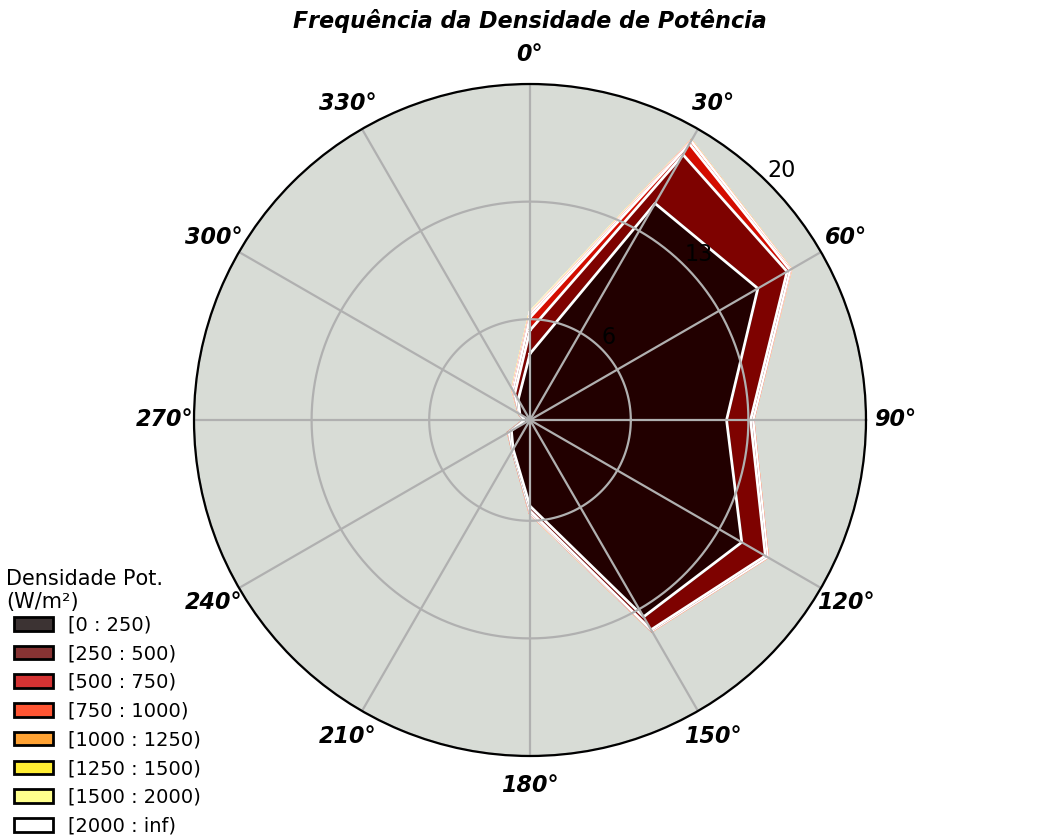 Frequência da Densidade de Potência
0°
330°
30°
20
300°
60°
13
6
270°
90°
240°
120°
210°
150°
180°
Densidade Pot.
(W/m²)
[0 : 250)
[250 : 500)
[500 : 750)
[750 : 1000)
[1000 : 1250)
[1250 : 1500)
[1500 : 2000)
[2000 : inf)